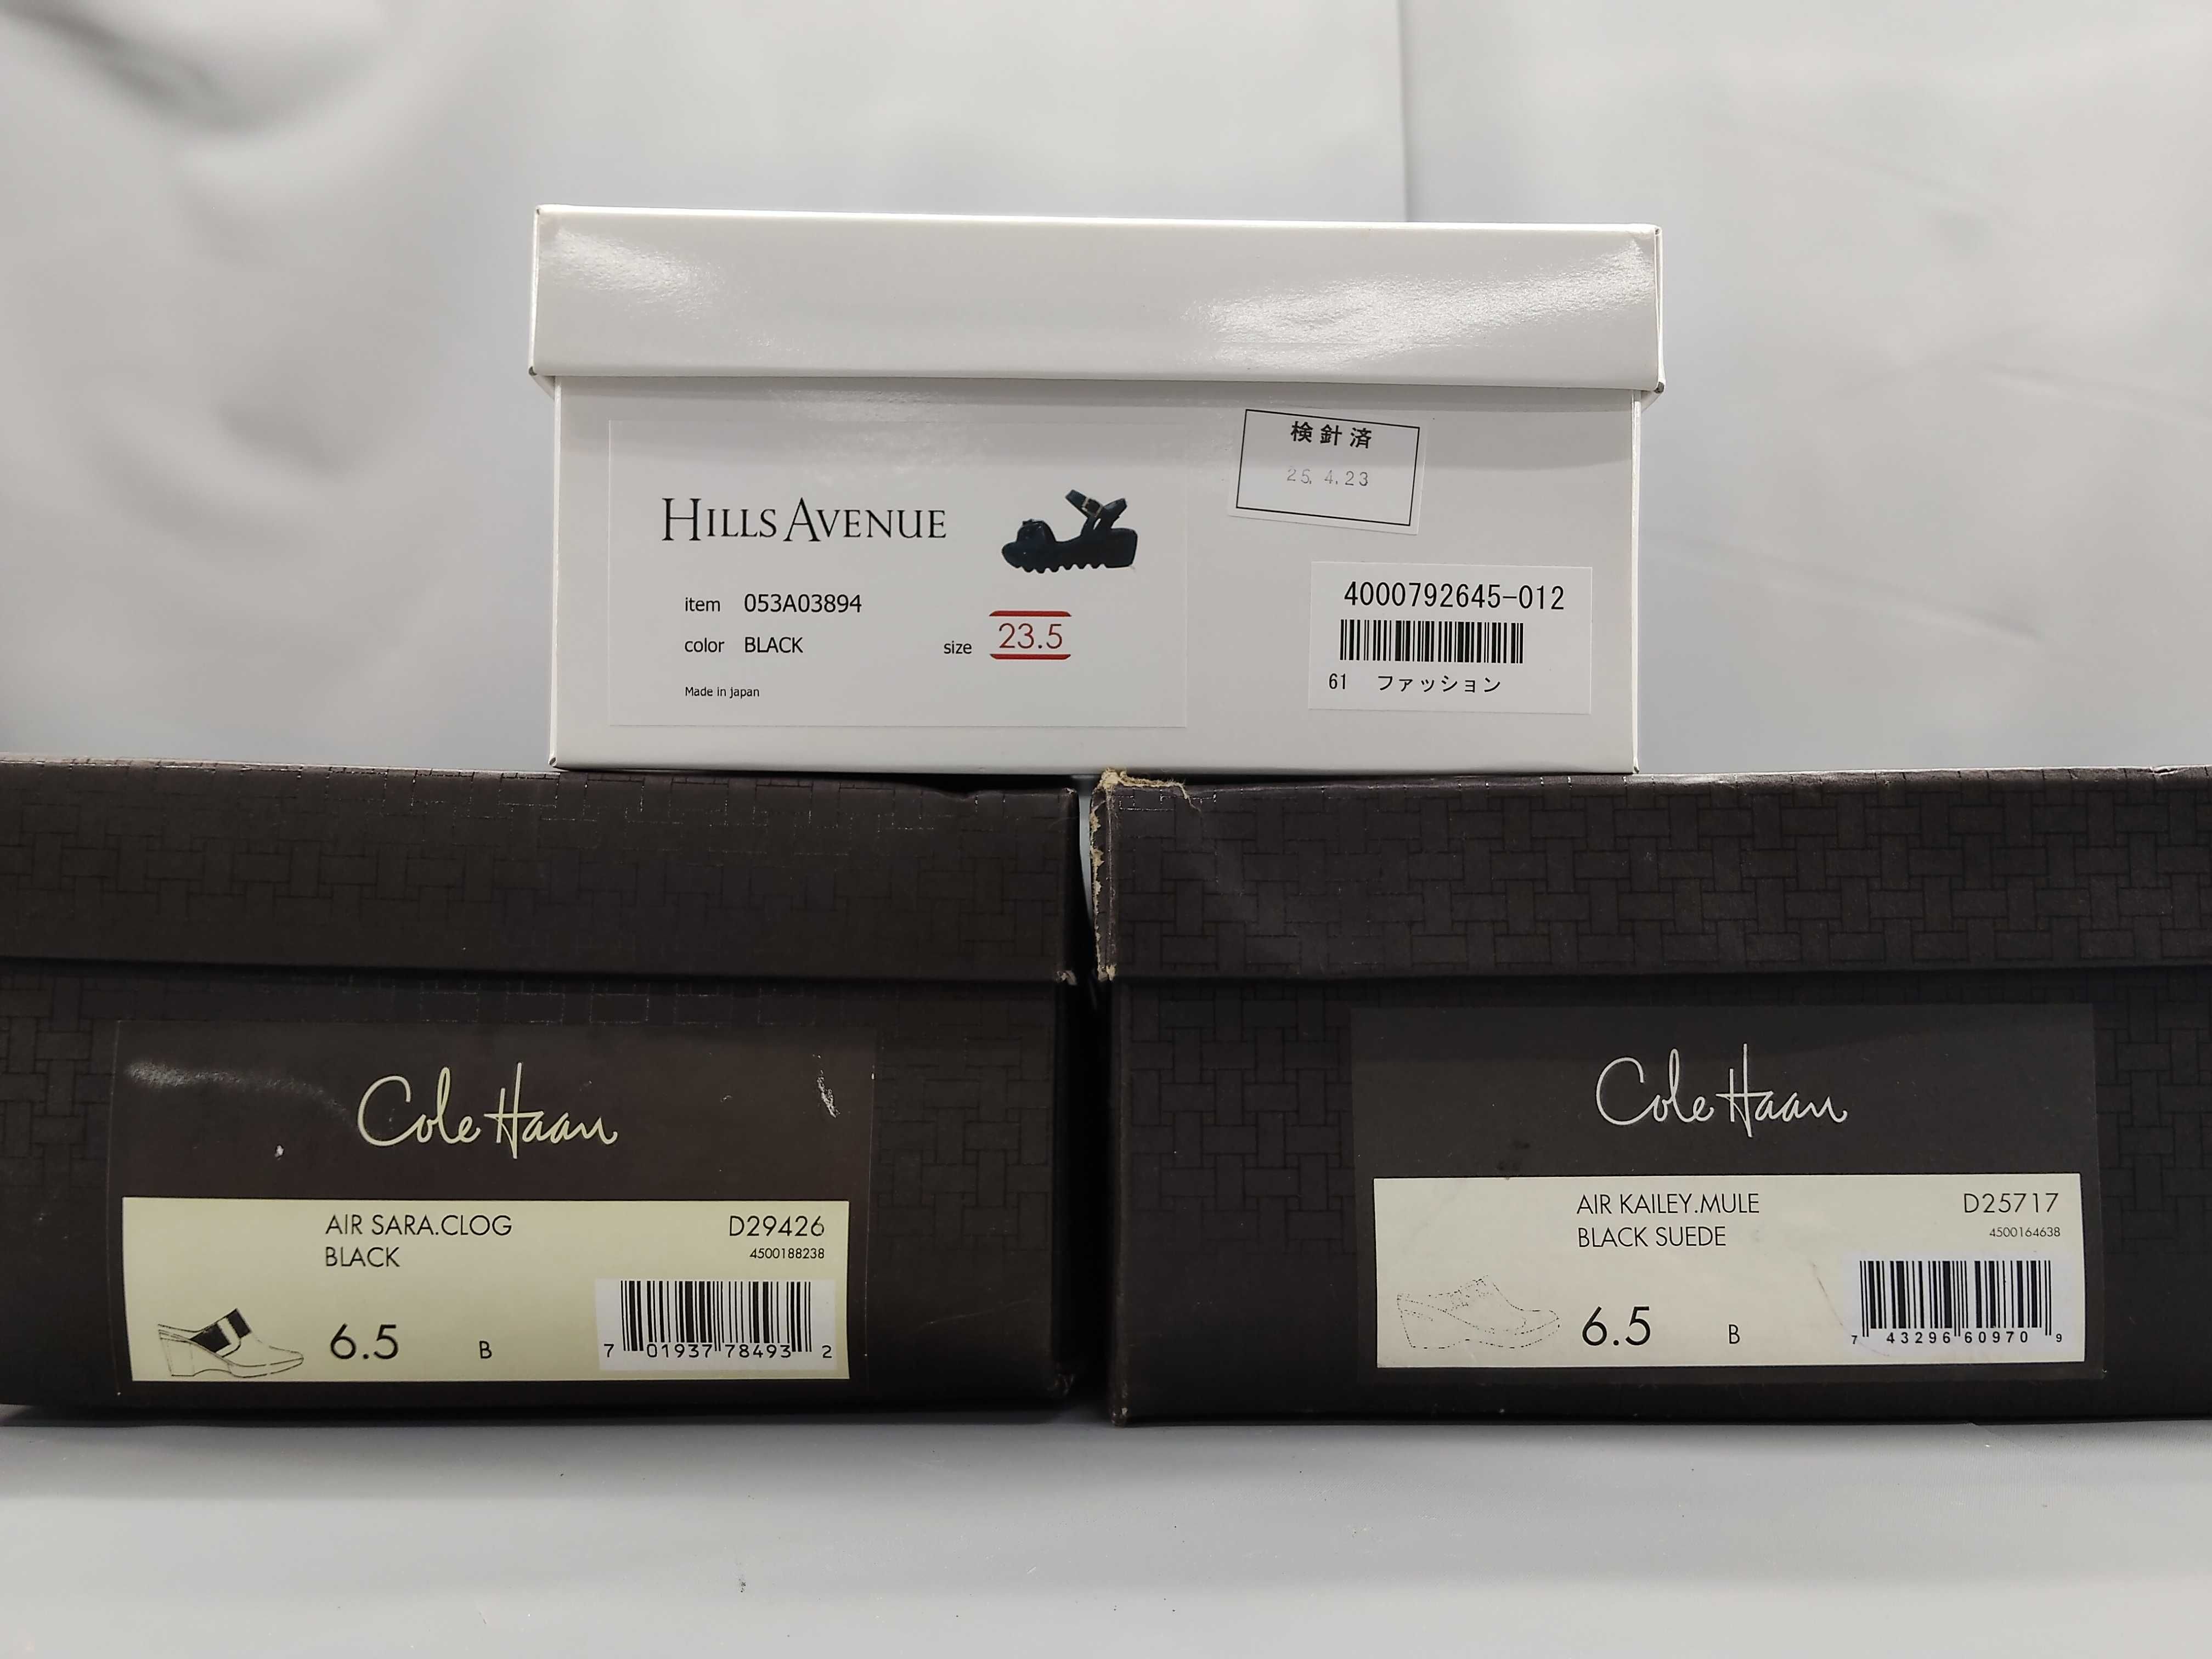 HILLS AVENUE
item 053A03894
color BLACK
size 23.5
Made in japan
検針済
25. 4. 23
4000792645-012
61 ファッション
Cole Haan
AIR SARA.CLOG
BLACK
D29426
4500188238
6.5 B
7 01937 78493 2
Cole Haan
AIR KAILEY.MULE
BLACK SUEDE
D25717
4500164638
6.5 B
7 43296 60970 9